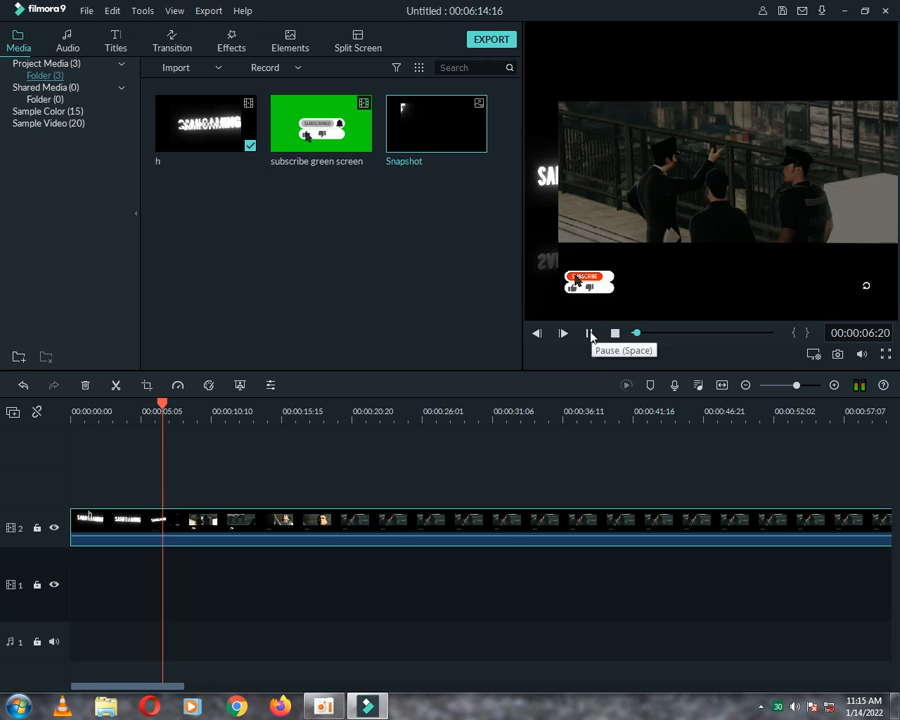 filmora9 File Edit Tools View Export Help Untitled : 00:06:14:16
Media Audio Titles Transition Effects Elements Split Screen EXPORT
Project Media (3)
Folder (3)
Shared Media (0)
Folder (0)
Sample Color (15)
Sample Video (20)
Import Record Search
SUBSCRIBED
h subscribe green screen Snapshot
SUBSCRIBE
00:00:06:20
Pause (Space)
00:00:00:00 00:00:05:05 00:00:10:10 00:00:15:15 00:00:20:20 00:00:26:01 00:00:31:06 00:00:36:11 00:00:41:16 00:00:46:21 00:00:52:02 00:00:57:07
h
2
1
1
30 11:15 AM
1/14/2022